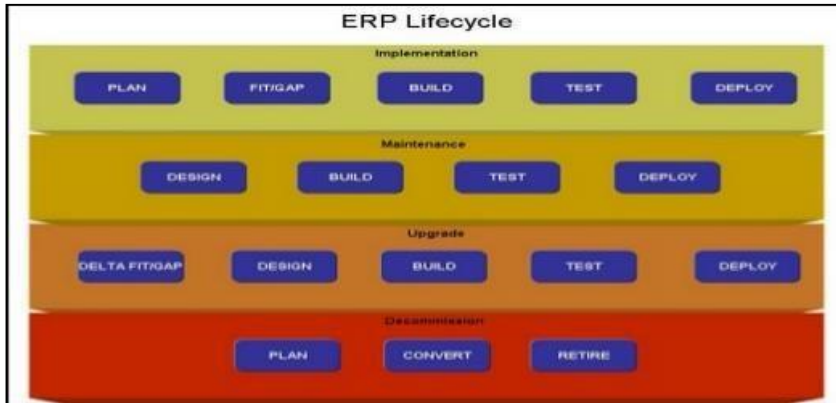 ERP Lifecycle
Implementation
PLAN FIT/GAP BUILD TEST DEPLOY
Maintenance
DESIGN BUILD TEST DEPLOY
Upgrade
DELTA FIT/GAP DESIGN BUILD TEST DEPLOY
Decommission
PLAN CONVERT RETIRE